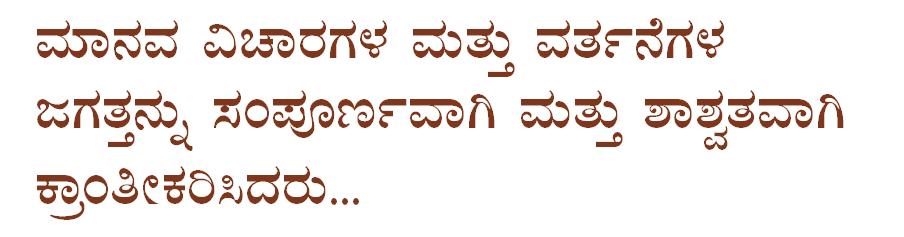 ಮಾನವ ವಿಚಾರಗಳ ಮತ್ತು ವರ್ತನೆಗಳ
ಜಗತ್ತನ್ನು ಸಂಪೂರ್ಣವಾಗಿ ಮತ್ತು ಶಾಶ್ವತವಾಗಿ
ಕ್ರಾಂತೀಕರಿಸಿದರು...